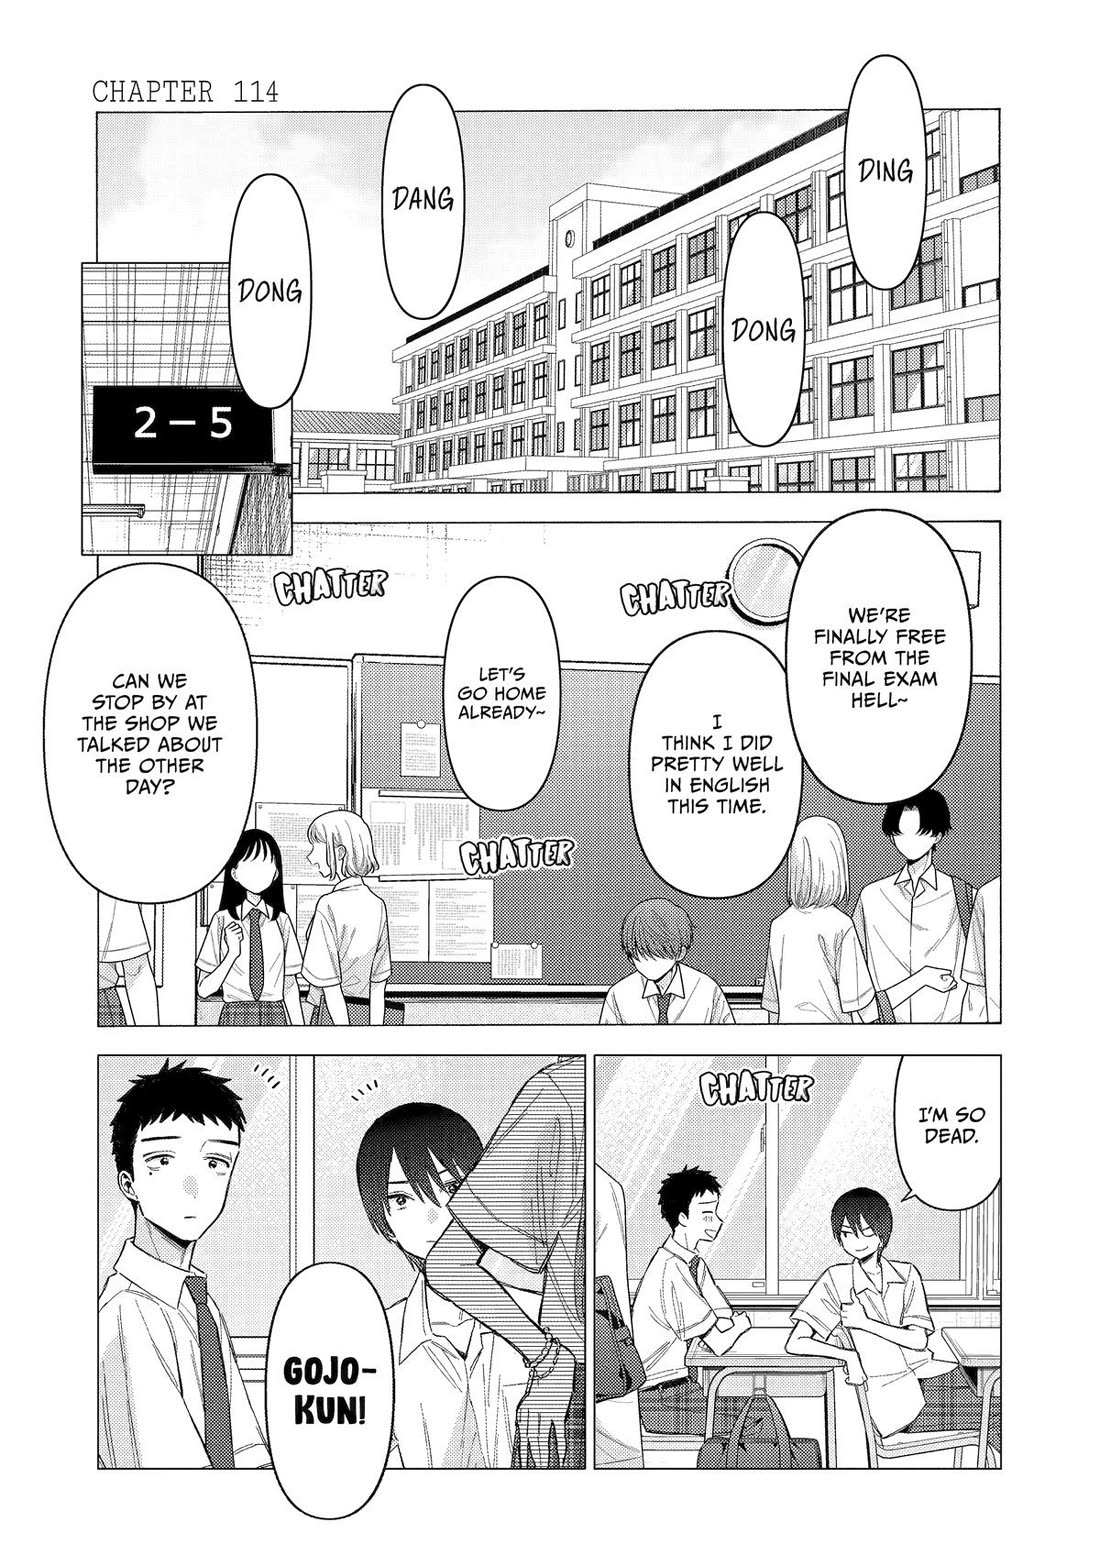 CHAPTER 114
DING
DONG
DANG
DONG
2-5
WE'RE
FINALLY FREE
FROM THE
FINAL EXAM
HELL~
CHATTER
I
THINK I DID
PRETTY WELL
IN ENGLISH
THIS TIME.
LET'S
GO HOME
ALREADY~
CHATTER
CHATTER
CAN WE
STOP BY AT
THE SHOP WE
TALKED ABOUT
THE OTHER
DAY?
I'M SO
DEAD.
CHATTER
GOJO-
KUN!